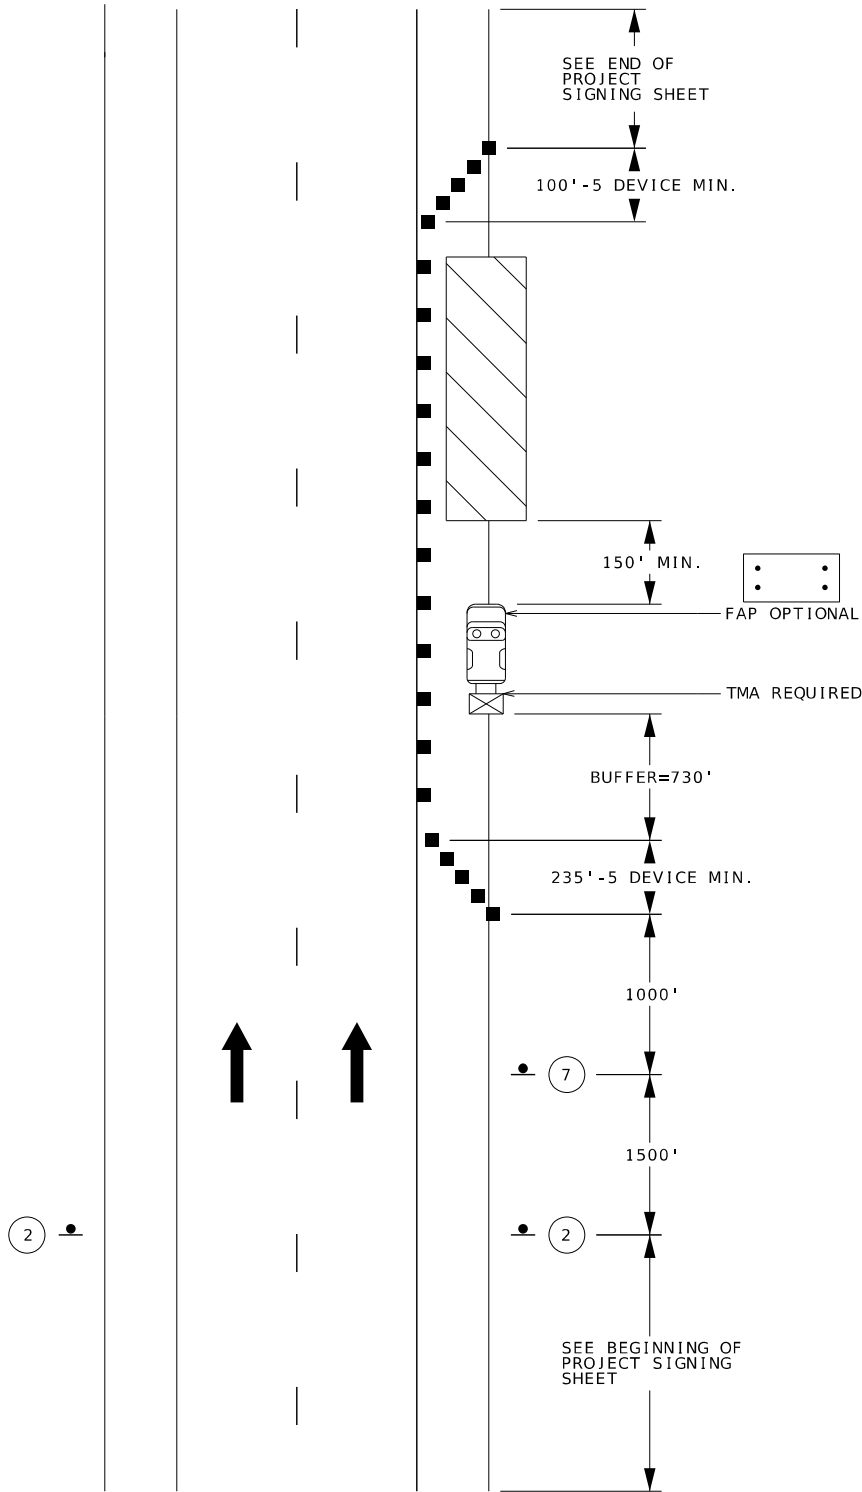 SEE END OF
PROJECT
SIGNING SHEET
100'-5 DEVICE MIN.
150' MIN.
FAP OPTIONAL
TMA REQUIRED
BUFFER=730'
235'-5 DEVICE MIN.
1000'
7
1500'
2
2
SEE BEGINNING OF
PROJECT SIGNING
SHEET